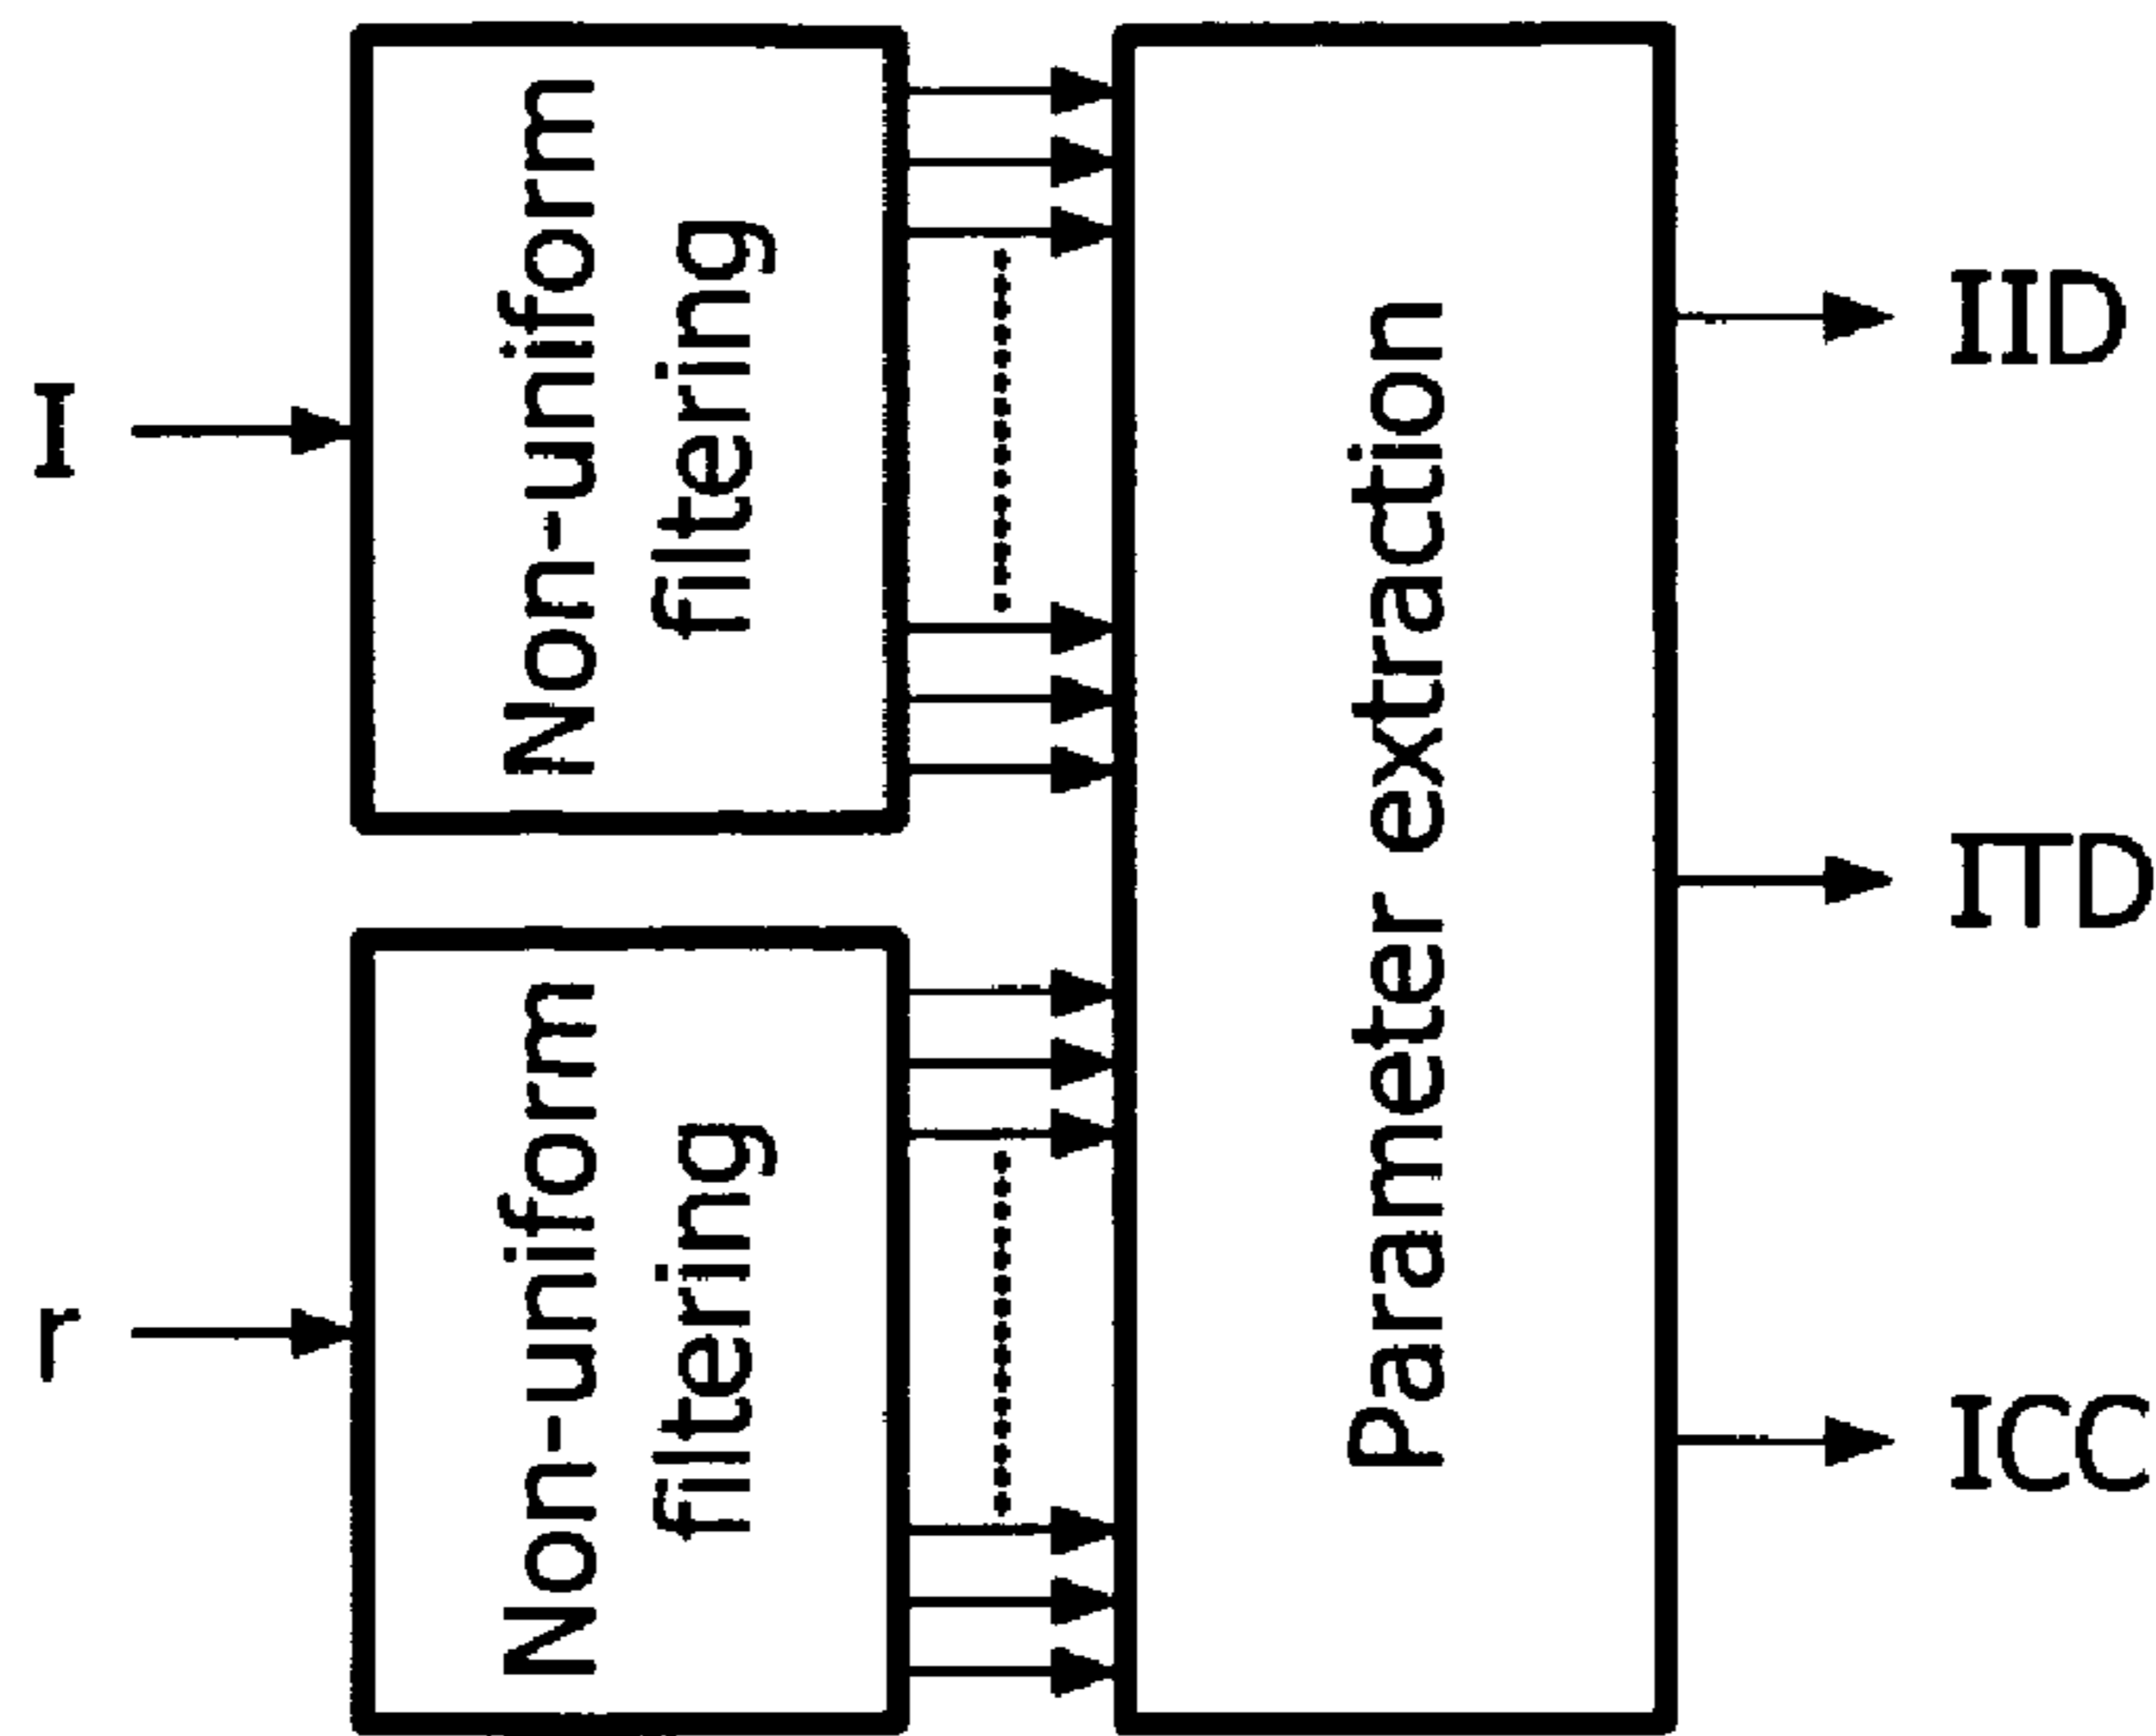 I
Non-uniform
filtering
r
Non-uniform
filtering
Parameter extraction
IID
ITD
ICC